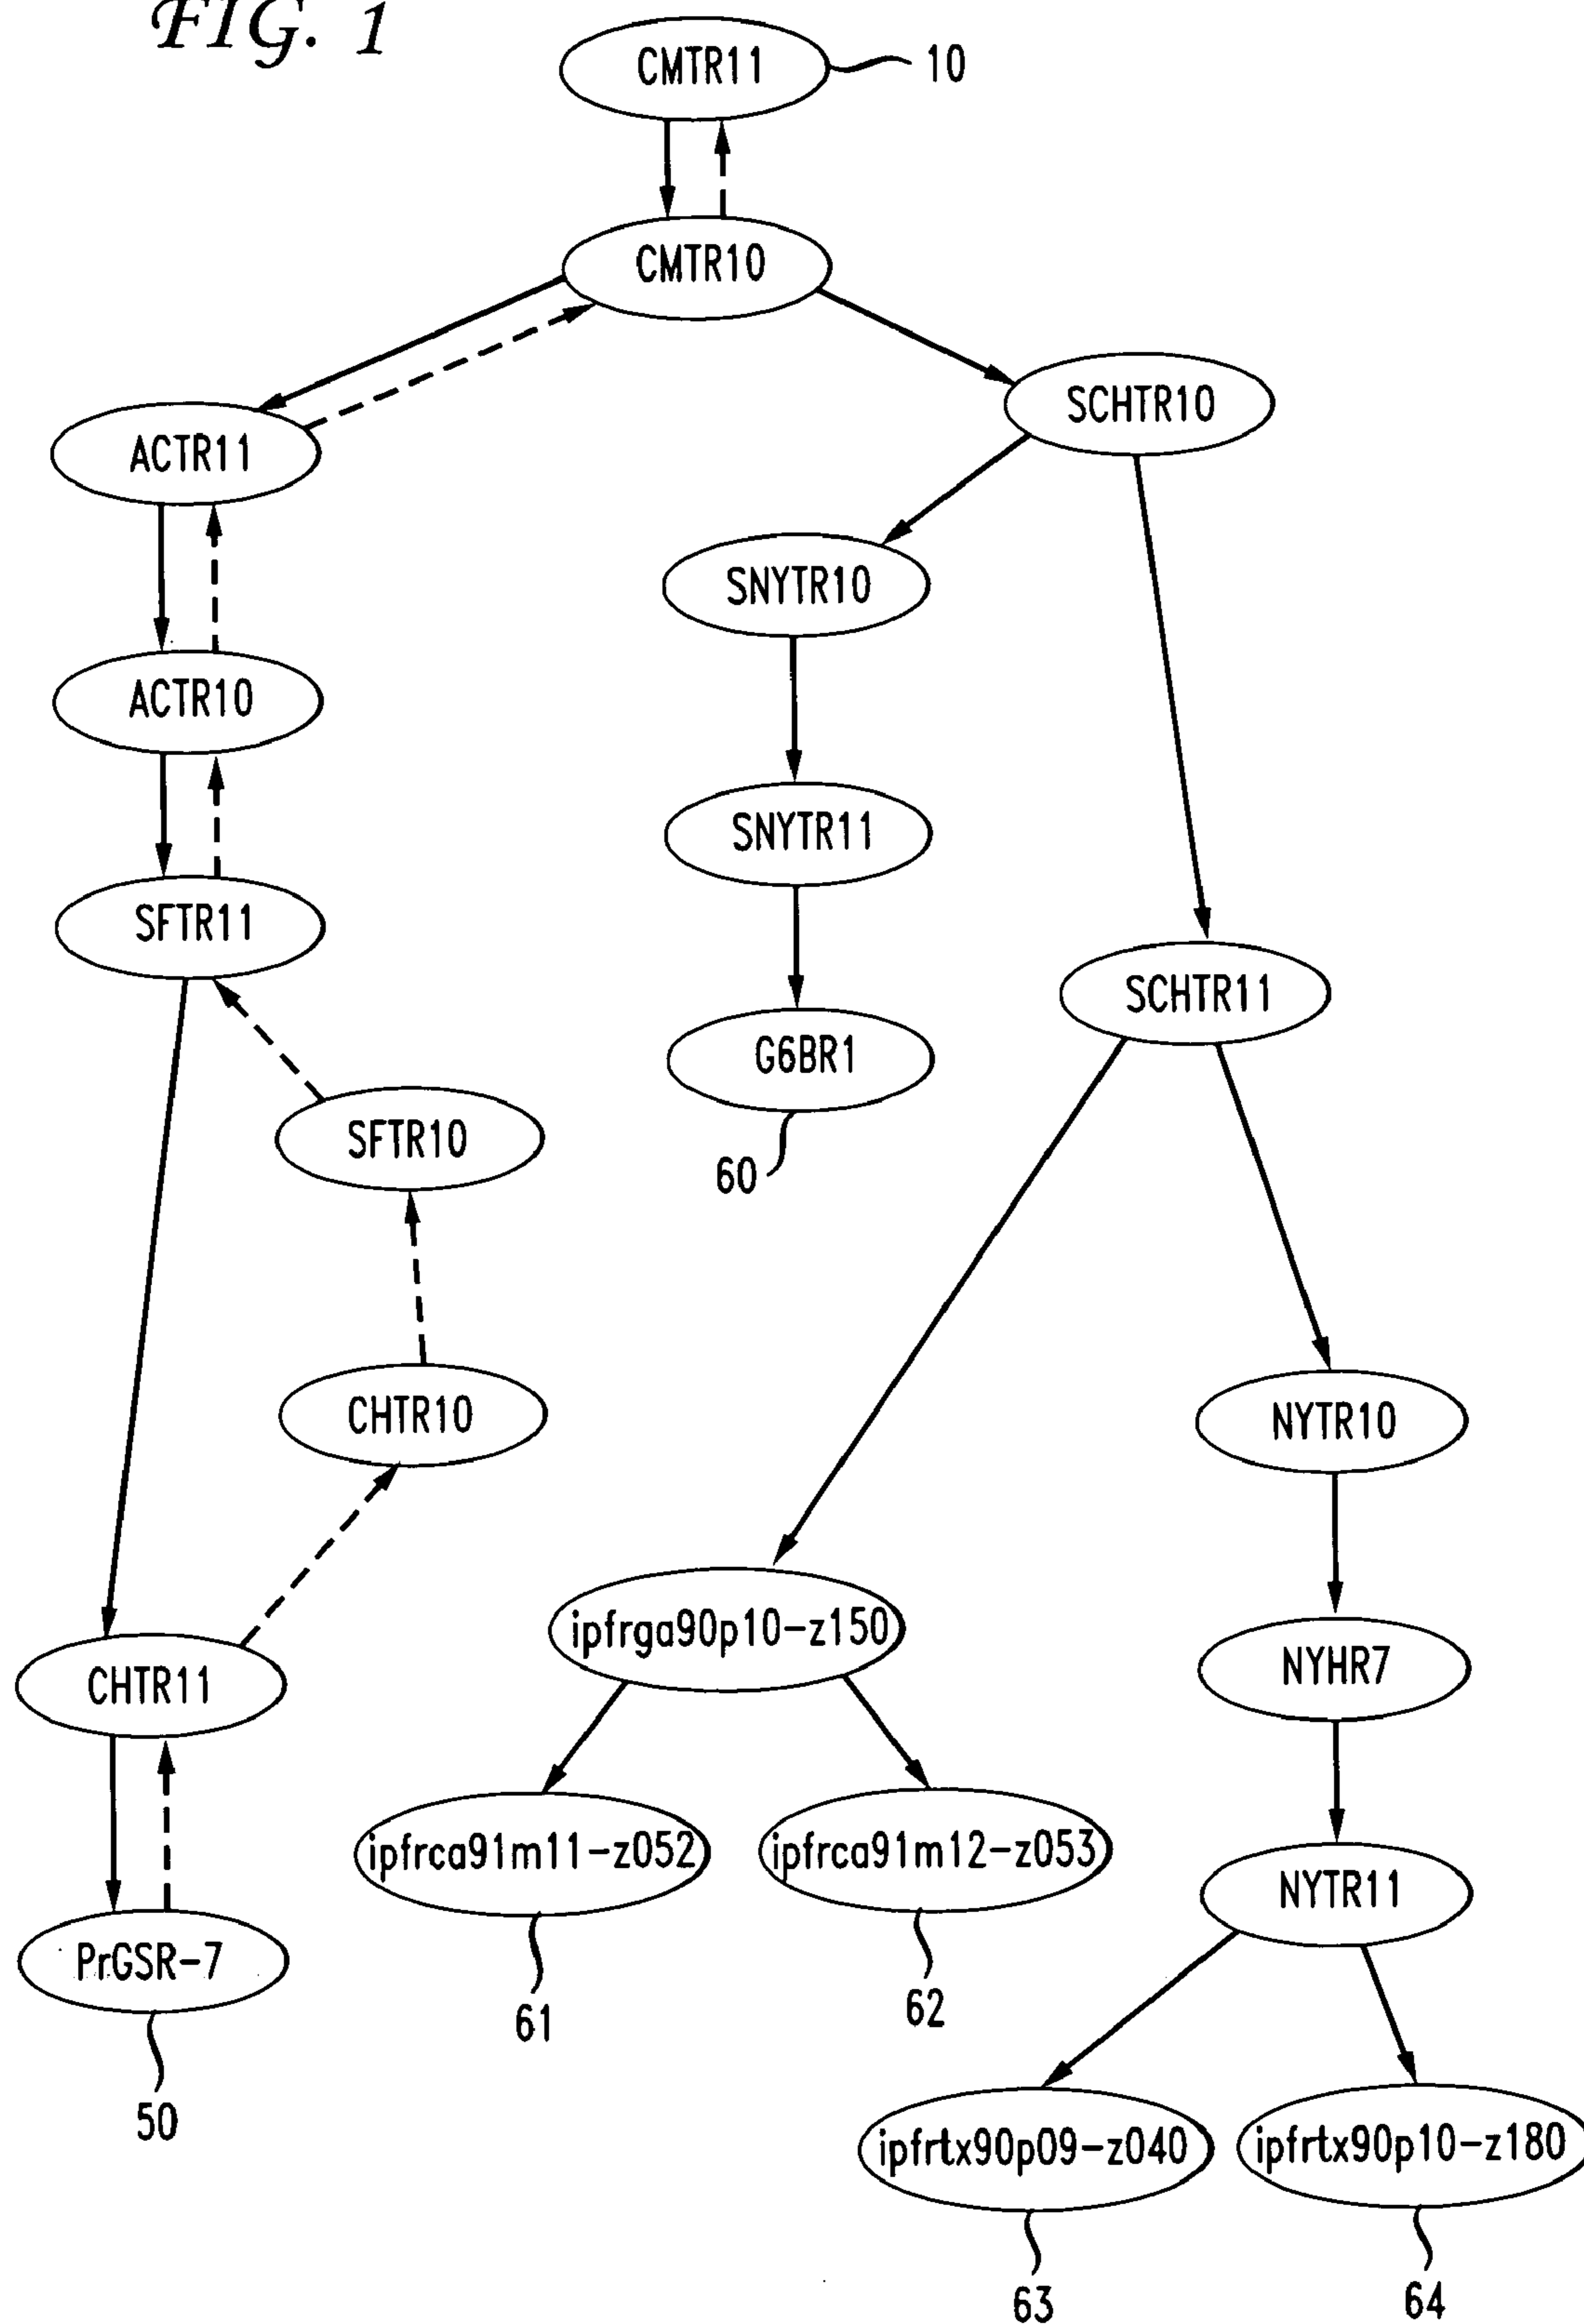 FIG. 1
CMTR11
10
CMTR10
SCHTR10
ACTR11
SNYTR10
ACTR10
SNYTR11
SFTR11
SCHTR11
G6BR1
SFTR10
60
CHTR10
NYTR10
ipfrga90p10-z150
NYHR7
CHTR11
ipfrca91m11-z052
ipfrca91m12-z053
NYTR11
PrGSR-7
61
62
50
ipfrtx90p09-z040
ipfrtx90p10-z180
63
64